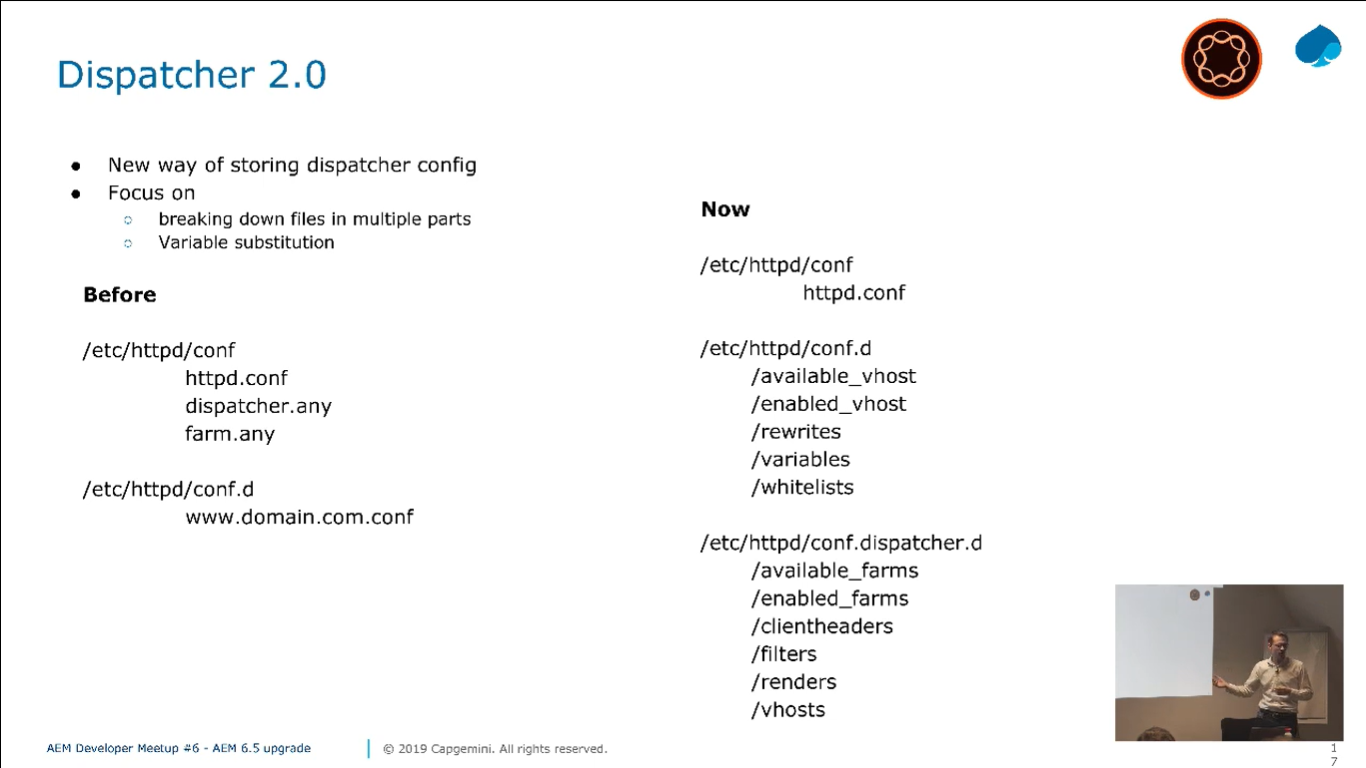 Dispatcher 2.0
● New way of storing dispatcher config
● Focus on
○ breaking down files in multiple parts
○ Variable substitution
Before
/etc/httpd/conf
httpd.conf
dispatcher.any
farm.any
/etc/httpd/conf.d
www.domain.com.conf
Now
/etc/httpd/conf
httpd.conf
/etc/httpd/conf.d
/available_vhost
/enabled_vhost
/rewrites
/variables
/whitelists
/etc/httpd/conf.dispatcher.d
/available_farms
/enabled_farms
/clientheaders
/filters
/renders
/vhosts
AEM Developer Meetup #6 - AEM 6.5 upgrade
© 2019 Capgemini. All rights reserved.
1
7